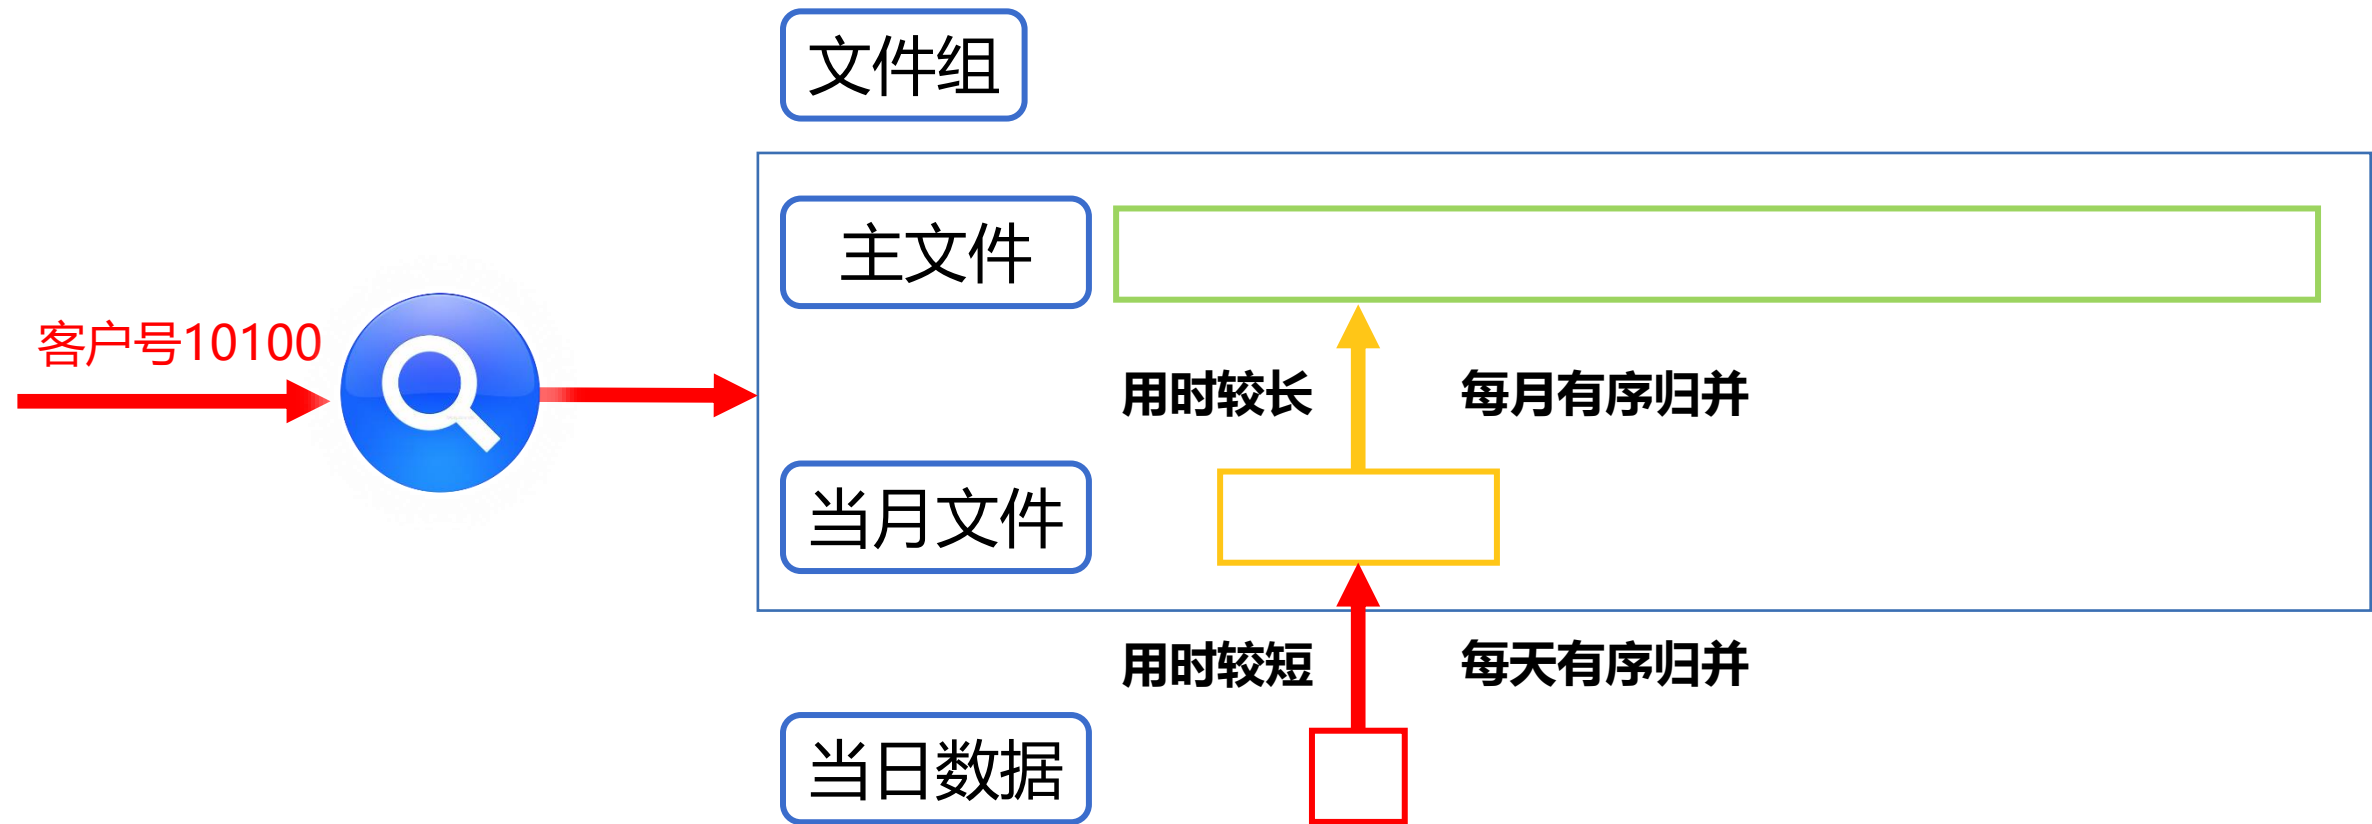 文件组
主文件
客户号10100
用时较长
每月有序归并
当月文件
用时较短
每天有序归并
当日数据